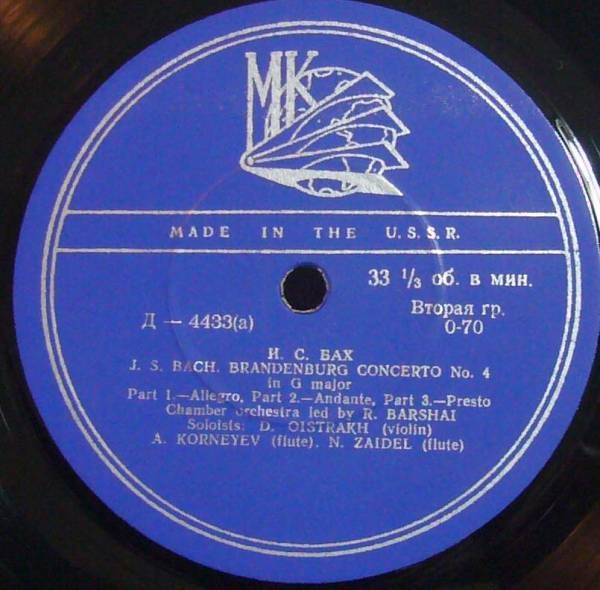 МК
MADE IN THE U.S.S.R.
33 ⅓ об. в мин.
Д — 4433(а)
Вторая гр.
0-70
И. С. БАХ
J. S. BACH. BRANDENBURG CONCERTO No. 4
in G major
Part 1.—Allegro, Part 2.—Andante, Part 3.—Presto
Chamber orchestra led by R. BARSHAI
Soloists: D. OISTRAKH (violin)
A. KORNEYEV (flute). N. ZAIDEL (flute)